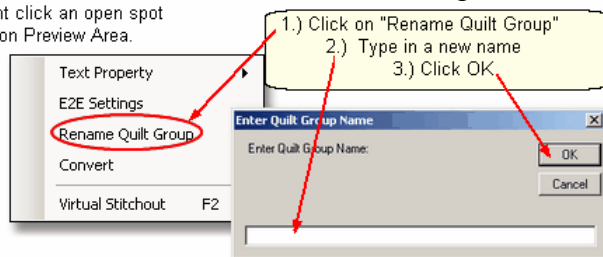 nt click an open spot
on Preview Area.
1.) Click on "Rename Quilt Group"
2.) Type in a new name
3.) Click OK
Text Property
E2E Settings
Rename Quilt Group
Convert
Virtual Stitchout F2
Enter Quilt Group Name
Enter Quilt Group Name:
OK
Cancel